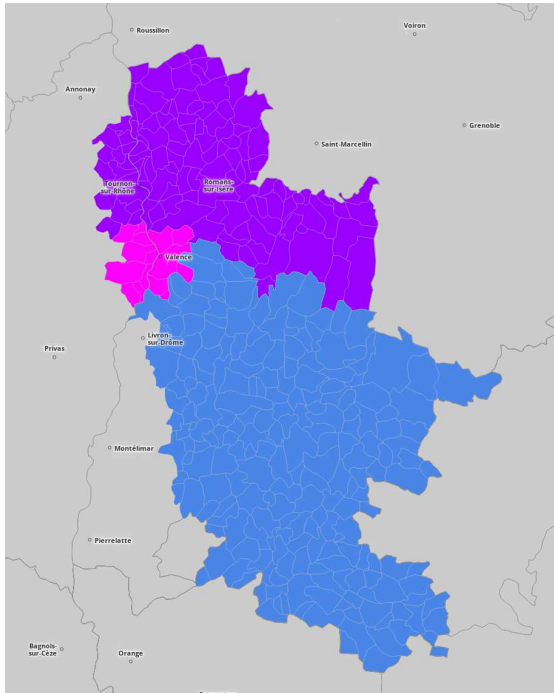 Roussillon
Voiron
Annonay
Grenoble
Saint-Marcellin
Tournon-
sur-Rhône
Romans-
sur-Isère
Valence
Livron-
sur-Drôme
Privas
Montélimar
Pierrelatte
Bagnols-
sur-Cèze
Orange